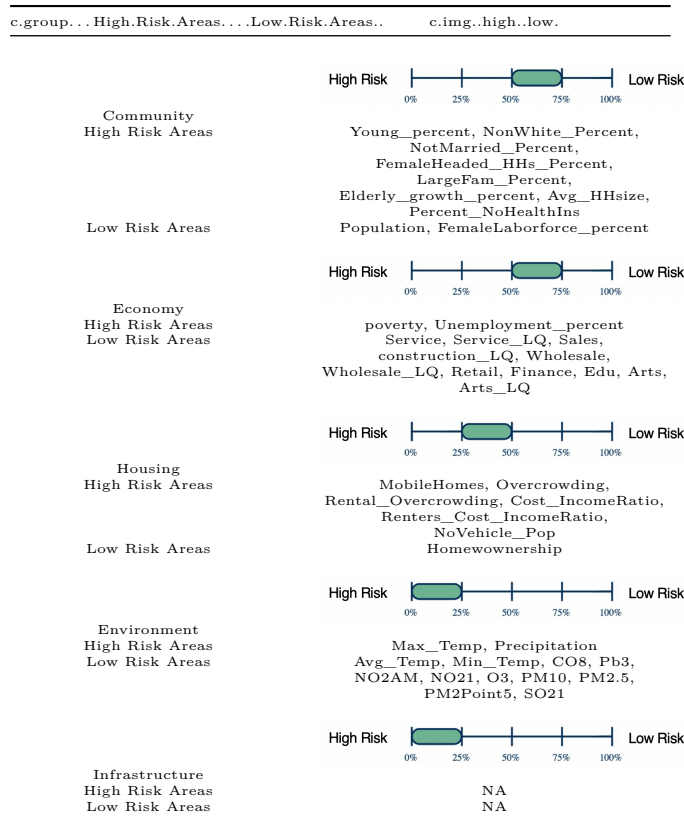 c.group...High.Risk.Areas....Low.Risk.Areas.. c.img..high..low.
High Risk Low Risk
0% 25% 50% 75% 100%
Community
High Risk Areas Young_percent, NonWhite_Percent,
NotMarried_Percent,
FemaleHeaded_HHs_Percent,
LargeFam_Percent,
Elderly_growth_percent, Avg_HHsize,
Percent_NoHealthIns
Low Risk Areas Population, FemaleLaborforce_percent
High Risk Low Risk
0% 25% 50% 75% 100%
Economy
High Risk Areas poverty, Unemployment_percent
Low Risk Areas Service, Service_LQ, Sales,
construction_LQ, Wholesale,
Wholesale_LQ, Retail, Finance, Edu, Arts,
Arts_LQ
High Risk Low Risk
0% 25% 50% 75% 100%
Housing
High Risk Areas MobileHomes, Overcrowding,
Rental_Overcrowding, Cost_IncomeRatio,
Renters_Cost_IncomeRatio,
NoVehicle_Pop
Low Risk Areas Homewownership
High Risk Low Risk
0% 25% 50% 75% 100%
Environment
High Risk Areas Max_Temp, Precipitation
Low Risk Areas Avg_Temp, Min_Temp, CO8, Pb3,
NO2AM, NO21, O3, PM10, PM2.5,
PM2Point5, SO21
High Risk Low Risk
0% 25% 50% 75% 100%
Infrastructure
High Risk Areas NA
Low Risk Areas NA